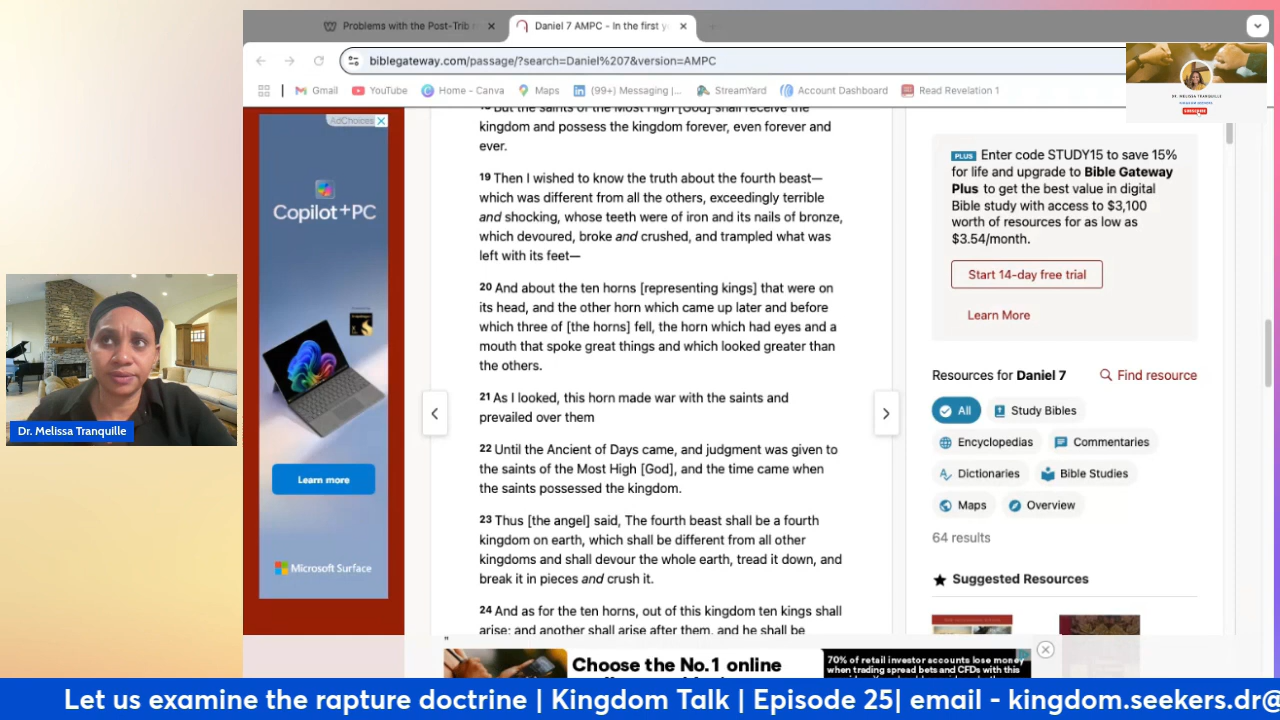 Problems with the Post-Trib
Daniel 7 AMPC - In the first y
biblegateway.com/passage/?search=Daniel%207&version=AMPC
Gmail
YouTube
Home - Canva
Maps
(99+) Messaging |...
StreamYard
Account Dashboard
Read Revelation 1
DR. MELISSA TRANQUILLE
AdChoices
Copilot+PC
Learn more
Microsoft Surface
But the saints of the Most High [God] shall receive the
kingdom and possess the kingdom forever, even forever and
ever.
19 Then I wished to know the truth about the fourth beast—
which was different from all the others, exceedingly terrible
and shocking, whose teeth were of iron and its nails of bronze,
which devoured, broke and crushed, and trampled what was
left with its feet—
20 And about the ten horns [representing kings] that were on
its head, and the other horn which came up later and before
which three of [the horns] fell, the horn which had eyes and a
mouth that spoke great things and which looked greater than
the others.
21 As I looked, this horn made war with the saints and
prevailed over them
22 Until the Ancient of Days came, and judgment was given to
the saints of the Most High [God], and the time came when
the saints possessed the kingdom.
23 Thus [the angel] said, The fourth beast shall be a fourth
kingdom on earth, which shall be different from all other
kingdoms and shall devour the whole earth, tread it down, and
break it in pieces and crush it.
24 And as for the ten horns, out of this kingdom ten kings shall
arise; and another shall arise after them, and he shall be
PLUS Enter code STUDY15 to save 15%
for life and upgrade to Bible Gateway
Plus to get the best value in digital
Bible study with access to $3,100
worth of resources for as low as
$3.54/month.
Start 14-day free trial
Learn More
Resources for Daniel 7
Find resource
All
Study Bibles
Encyclopedias
Commentaries
Dictionaries
Bible Studies
Maps
Overview
64 results
Suggested Resources
Choose the No.1 online
70% of retail investor accounts lose money
when trading spread bets and CFDs with this
Dr. Melissa Tranquille
Let us examine the rapture doctrine | Kingdom Talk | Episode 25| email - kingdom.seekers.dr@